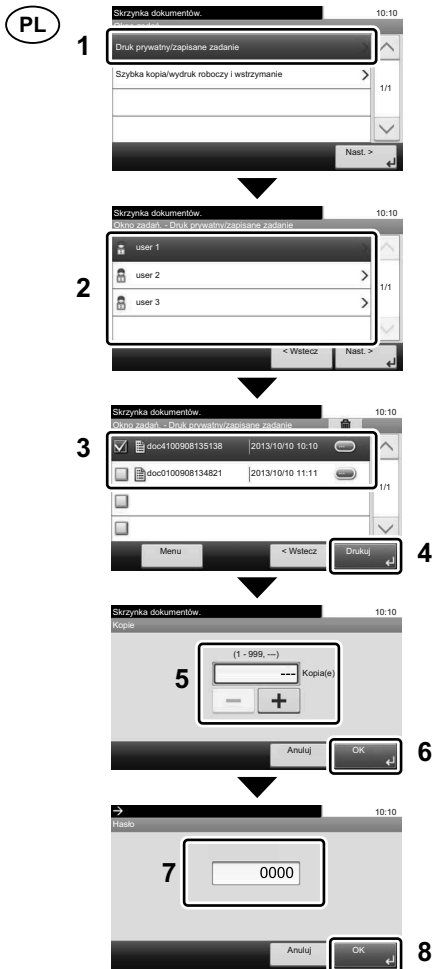 PL
Skrzynka dokumentów. 10:10
Okno zadań.
1
Druk prywatny/zapisane zadanie
Szybka kopia/wydruk roboczy i wstrzymanie
1/1
Nast. >
Skrzynka dokumentów. 10:10
Okno zadań. - Druk prywatny/zapisane zadanie
user 1
2
user 2
1/1
user 3
< Wstecz Nast. >
Skrzynka dokumentów. 10:10
Okno zadań. - Druk prywatny/zapisane zadanie
3
doc4100908135138 2013/10/10 10:10
doc0100908134821 2013/10/10 11:11
1/1
Menu < Wstecz Drukuj
4
Skrzynka dokumentów. 10:10
Kopie
(1 - 999, ---)
5
--- Kopia(e)
Anuluj OK
6
10:10
Hasło
7
0000
Anuluj OK
8